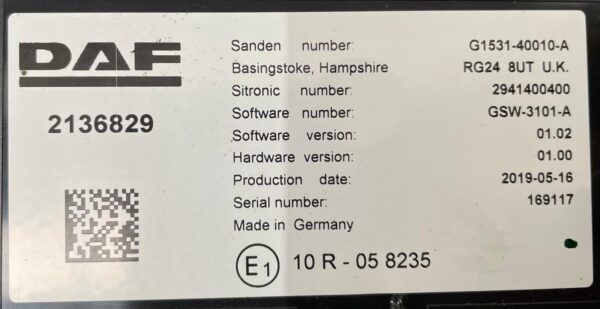 DAF
2136829
Sanden number: G1531-40010-A
Basingstoke, Hampshire RG24 8UT U.K.
Sitronic number: 2941400400
Software number: GSW-3101-A
Software version: 01.02
Hardware version: 01.00
Production date: 2019-05-16
Serial number: 169117
Made in Germany
E1 10 R - 05 8235